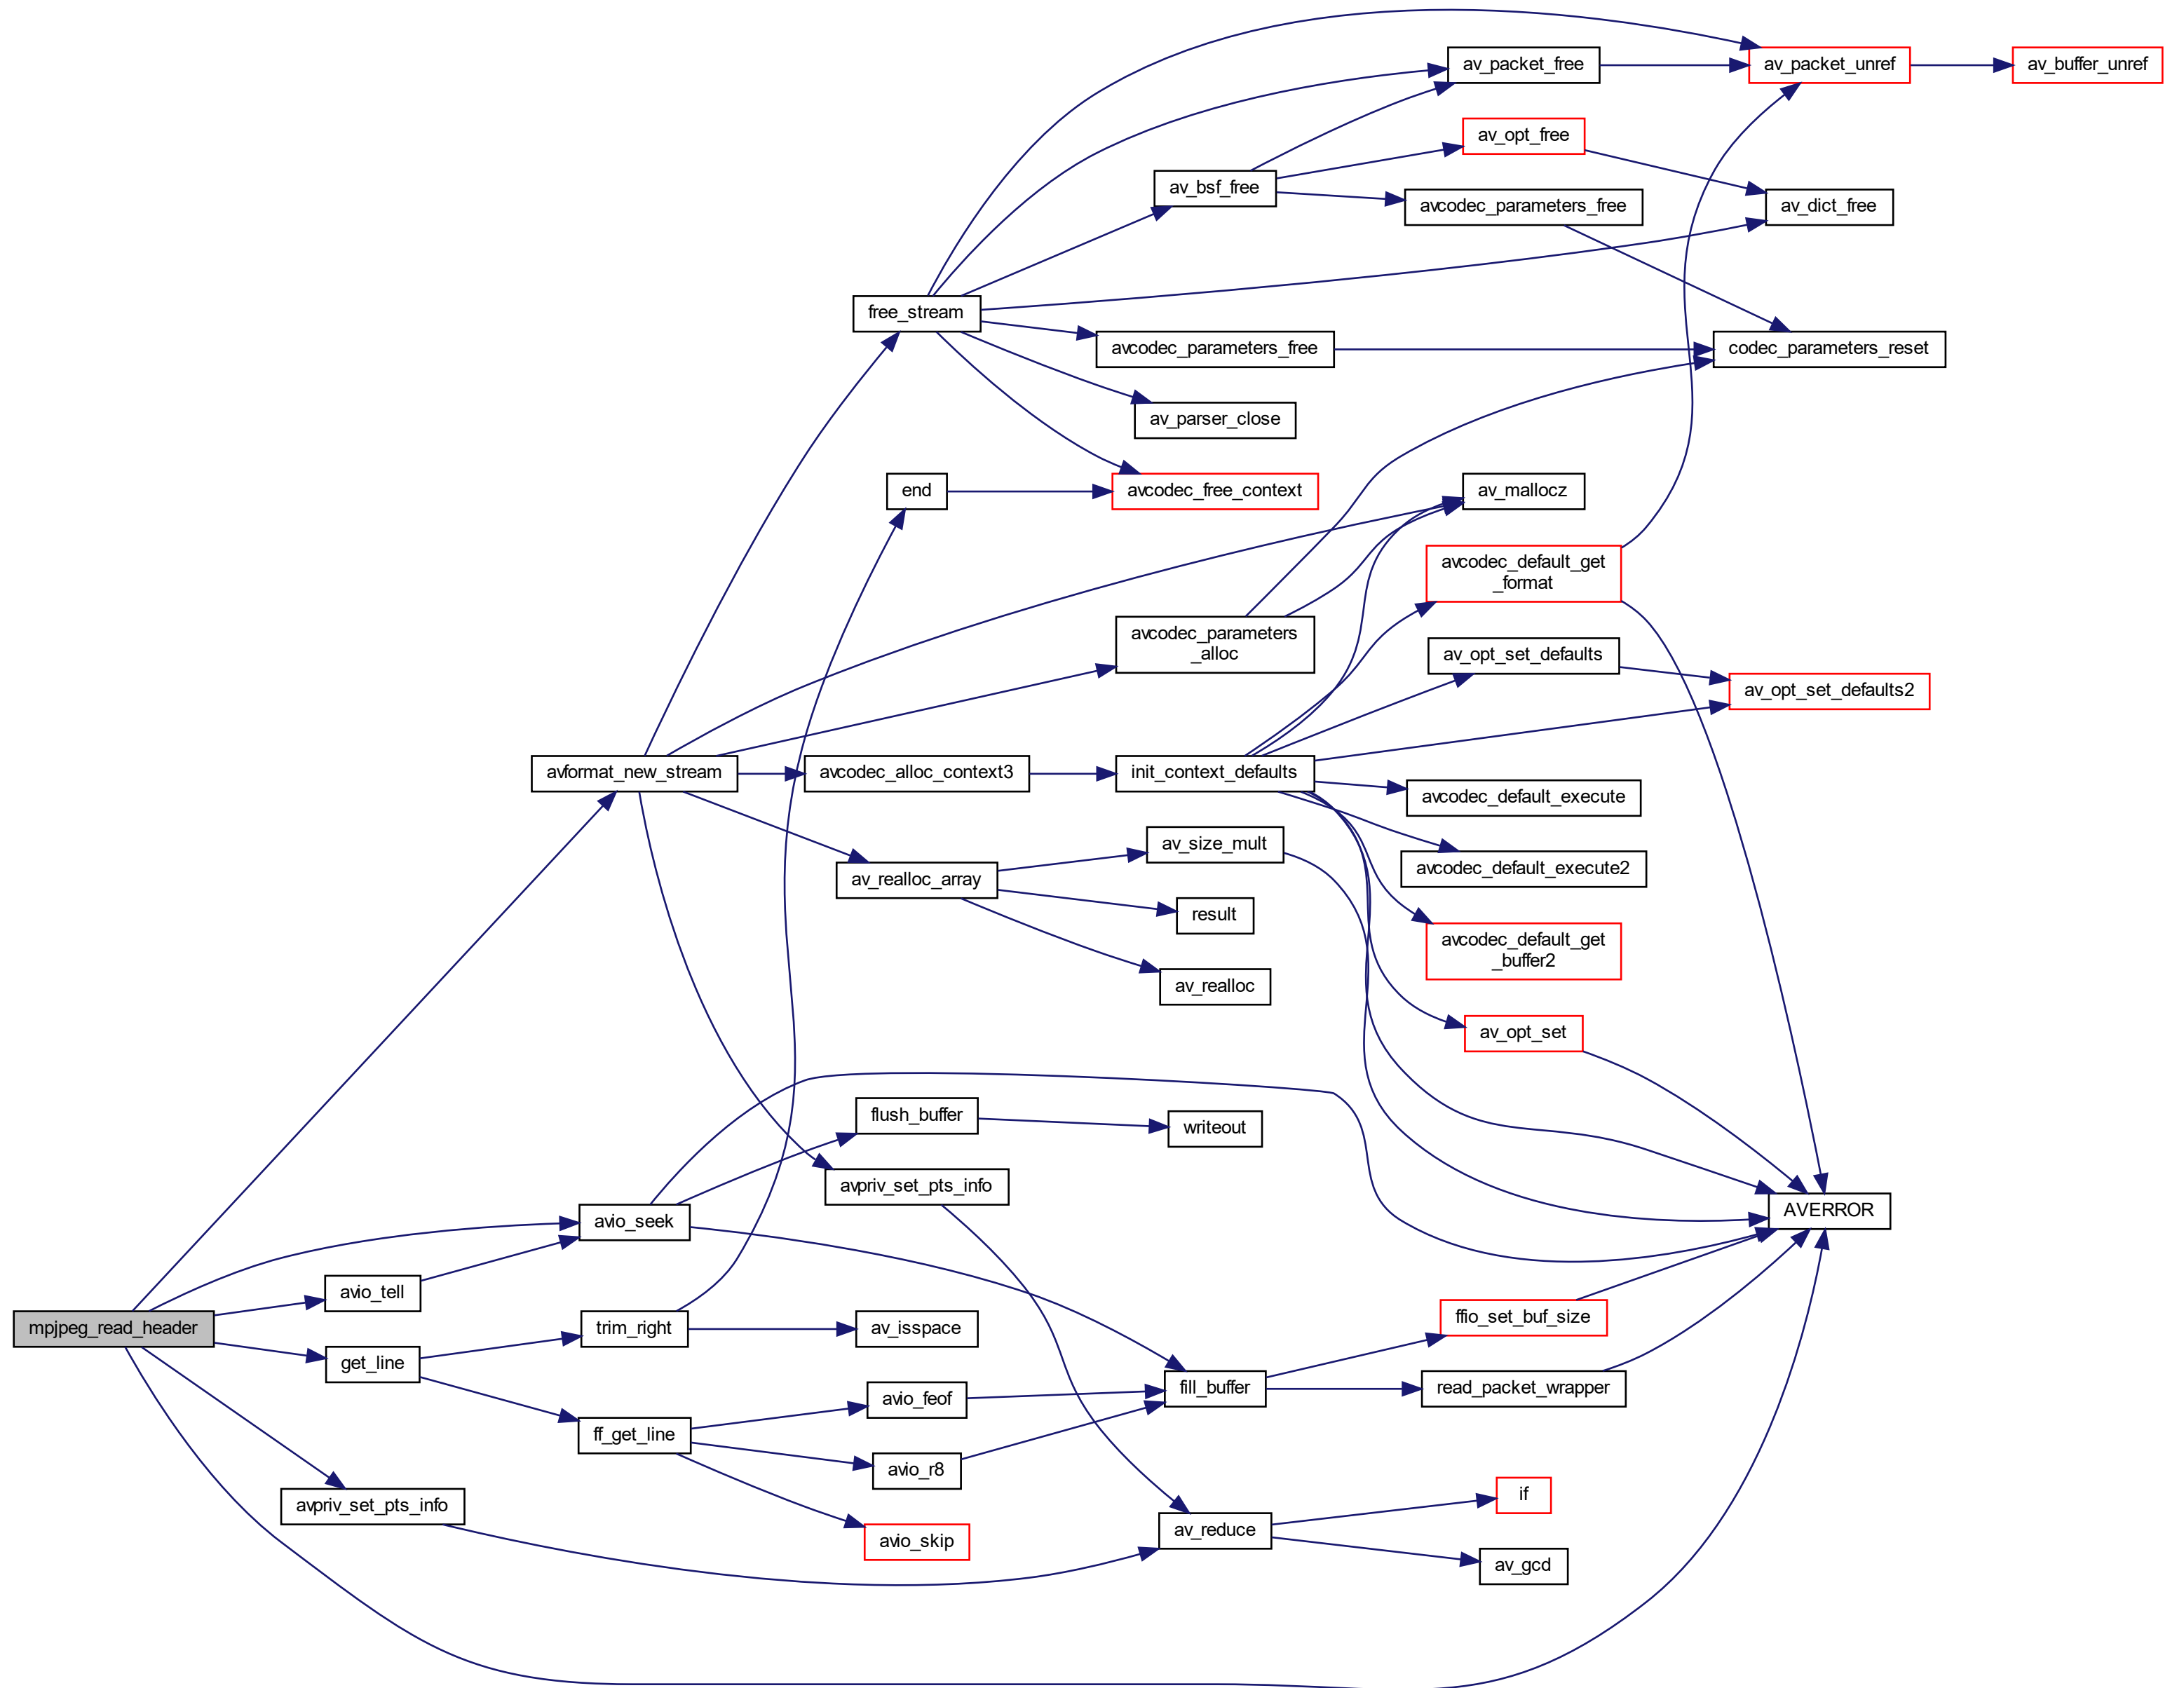 av_packet_free
av_packet_unref
av_buffer_unref
av_opt_free
av_bsf_free
avcodec_parameters_free
av_dict_free
free_stream
avcodec_parameters_free
codec_parameters_reset
av_parser_close
end
avcodec_free_context
av_mallocz
avcodec_default_get
_format
avcodec_parameters
_alloc
av_opt_set_defaults
av_opt_set_defaults2
avformat_new_stream
avcodec_alloc_context3
init_context_defaults
avcodec_default_execute
av_size_mult
avcodec_default_execute2
av_realloc_array
result
avcodec_default_get
_buffer2
av_realloc
av_opt_set
flush_buffer
writeout
avpriv_set_pts_info
avio_seek
AVERROR
avio_tell
mpjpeg_read_header
trim_right
av_isspace
ffio_set_buf_size
get_line
fill_buffer
read_packet_wrapper
avio_feof
ff_get_line
avio_r8
avpriv_set_pts_info
if
avio_skip
av_reduce
av_gcd